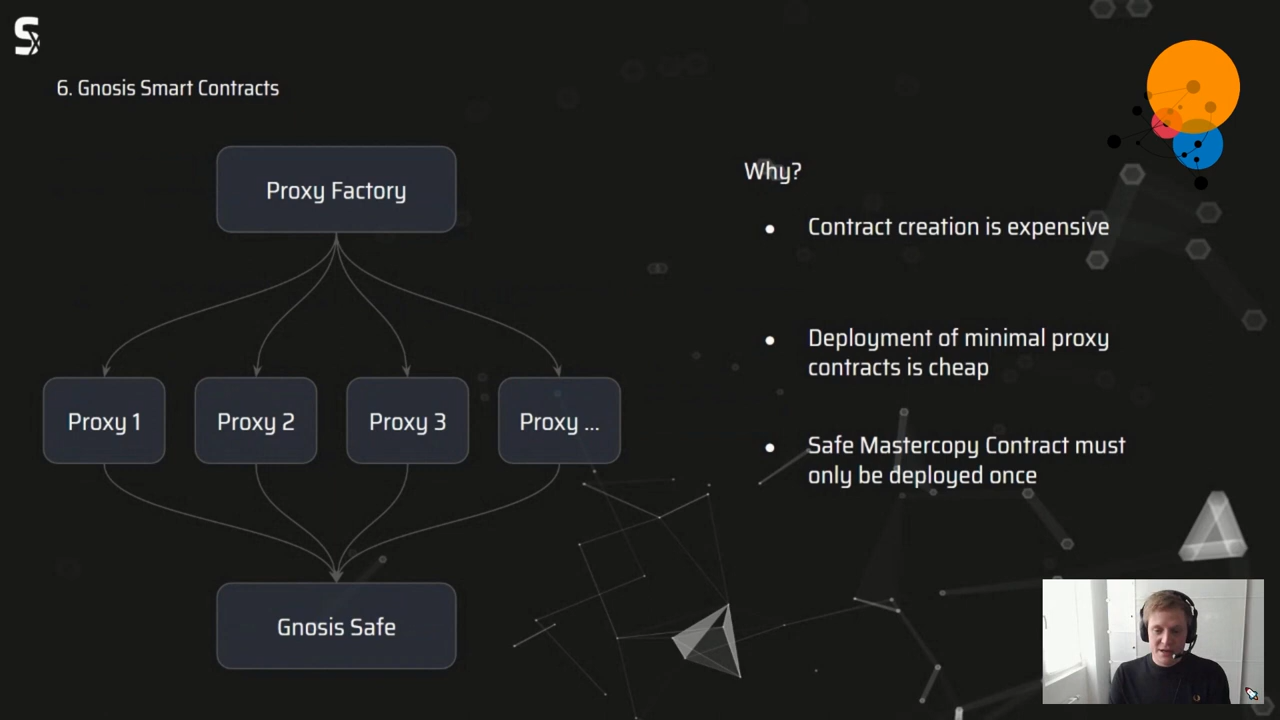 6. Gnosis Smart Contracts
Proxy Factory
Proxy 1
Proxy 2
Proxy 3
Proxy ...
Gnosis Safe
Why?
● Contract creation is expensive
● Deployment of minimal proxy
contracts is cheap
● Safe Mastercopy Contract must
only be deployed once